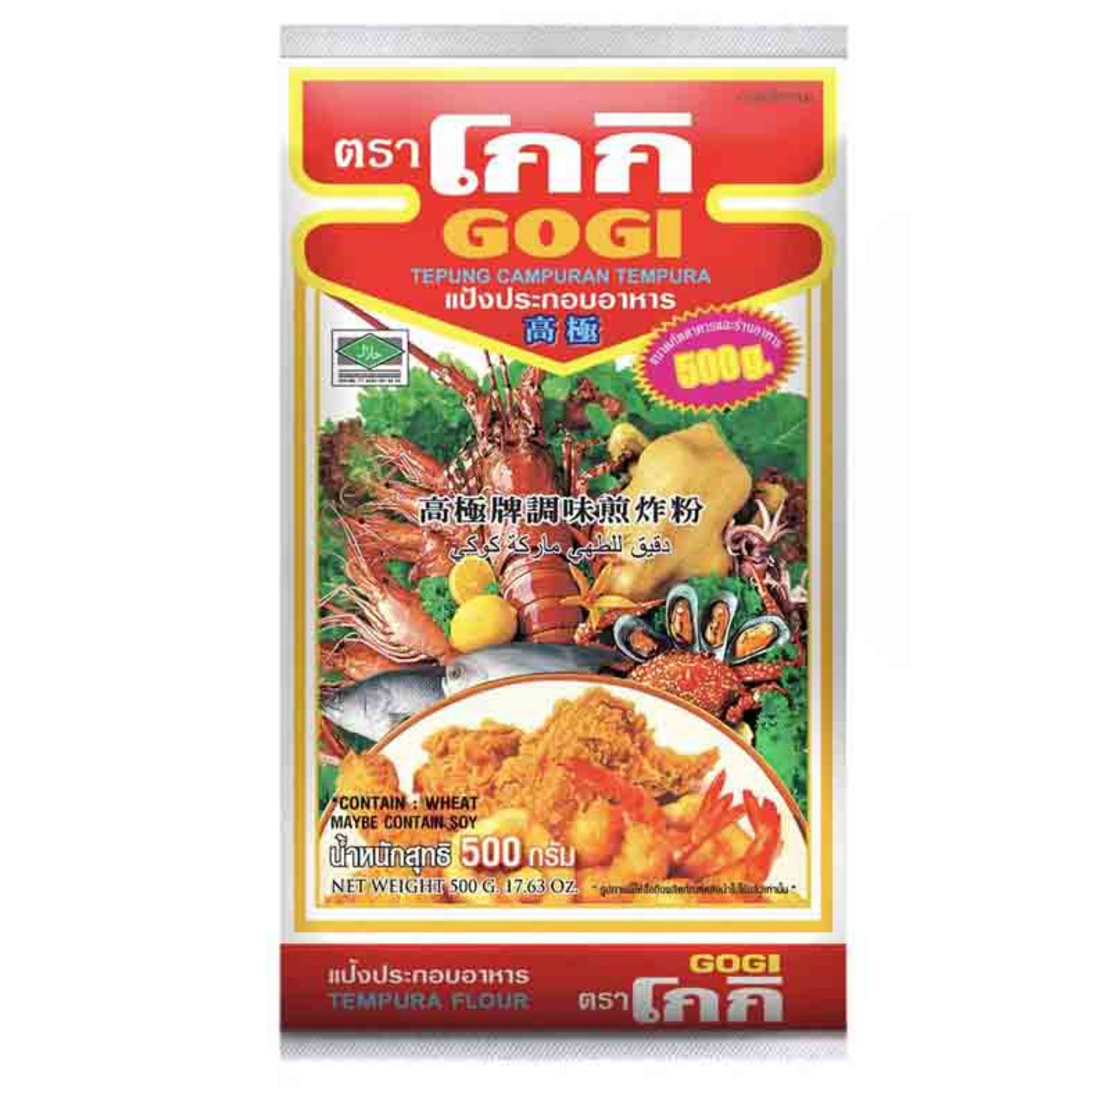 ตรา โกกิ
GOGI
TEPUNG CAMPURAN TEMPURA
แป้งประกอบอาหาร
高極
500g.
حلال
高極牌調味煎炸粉
دقيق للطهي ماركة كوكي
*CONTAIN : WHEAT
MAYBE CONTAIN SOY
น้ำหนักสุทธิ 500 กรัม
NET WEIGHT 500 G. 17.63 Oz.
แป้งประกอบอาหาร
TEMPURA FLOUR
GOGI
ตรา โกกิ